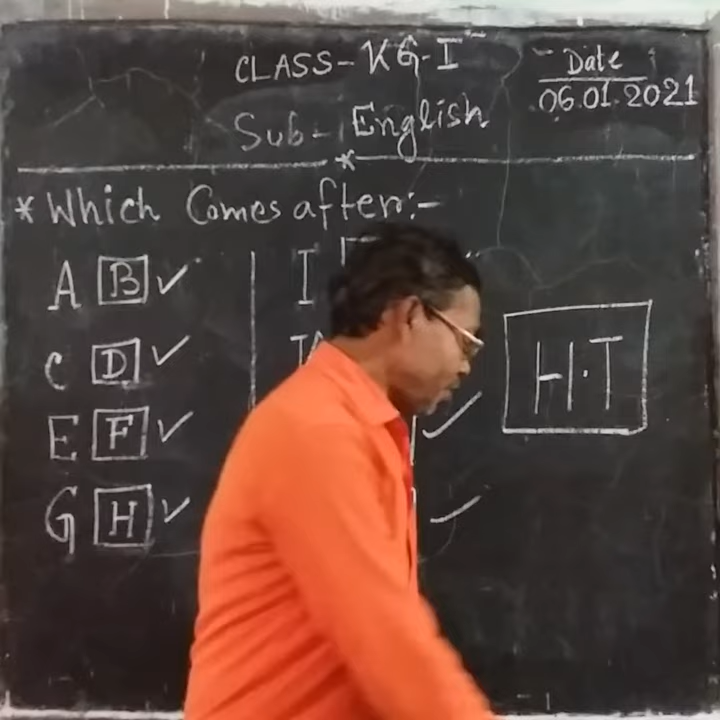 CLASS-KG-I
Date
06.01.2021
Sub- English
* Which Comes after:-
A B ✓
C D ✓
E F ✓
G H ✓
I
H.T